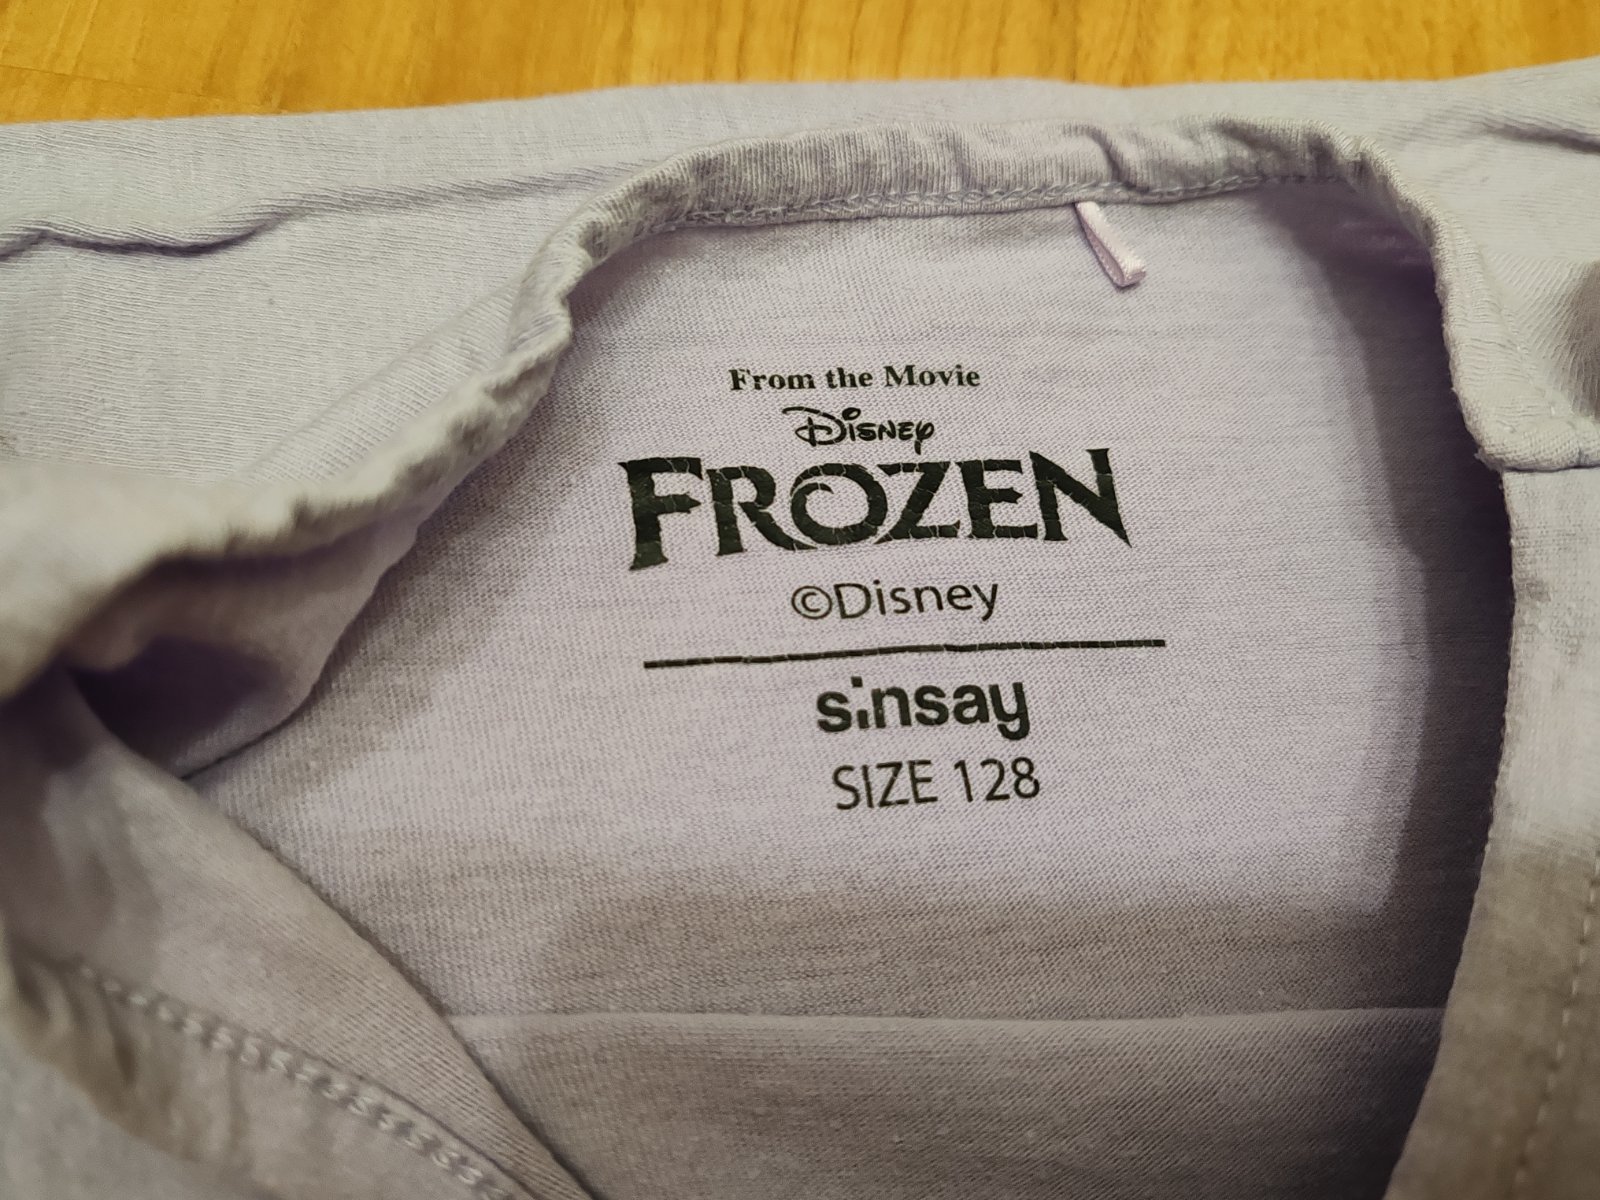 From the Movie
Disney
FROZEN
©Disney
sinsay
SIZE 128